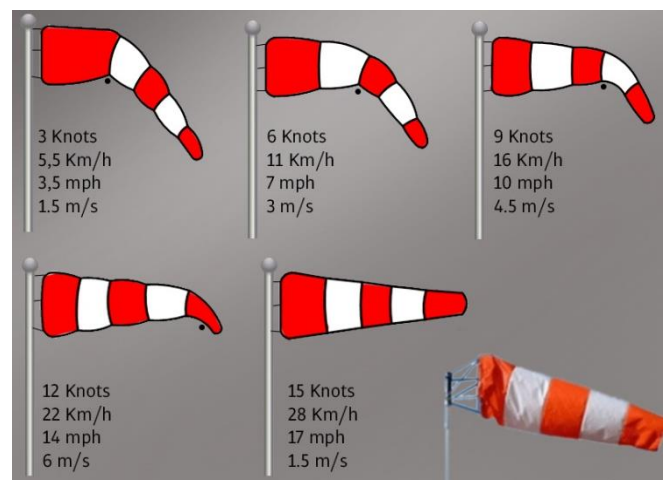 3 Knots
5,5 Km/h
3,5 mph
1.5 m/s
6 Knots
11 Km/h
7 mph
3 m/s
9 Knots
16 Km/h
10 mph
4.5 m/s
12 Knots
22 Km/h
14 mph
6 m/s
15 Knots
28 Km/h
17 mph
1.5 m/s